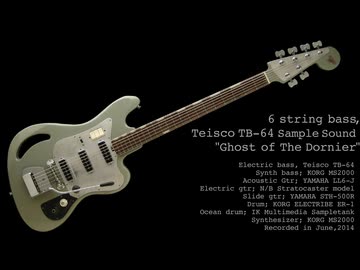 6 string bass,
Teisco TB-64 Sample Sound
"Ghost of The Dornier"
Electric bass, Teisco TB-64
Synth bass; KORG MS2000
Acoustic Gtr; YAMAHA LL6-J
Electric gtr; N/B Stratocaster model
Slide gtr; YAMAHA STH-500R
Drum; KORG ELECTRIBE ER-1
Ocean drum; IK Multimedia Sampletank
Synthesizer; KORG MS2000
Recorded in June,2014